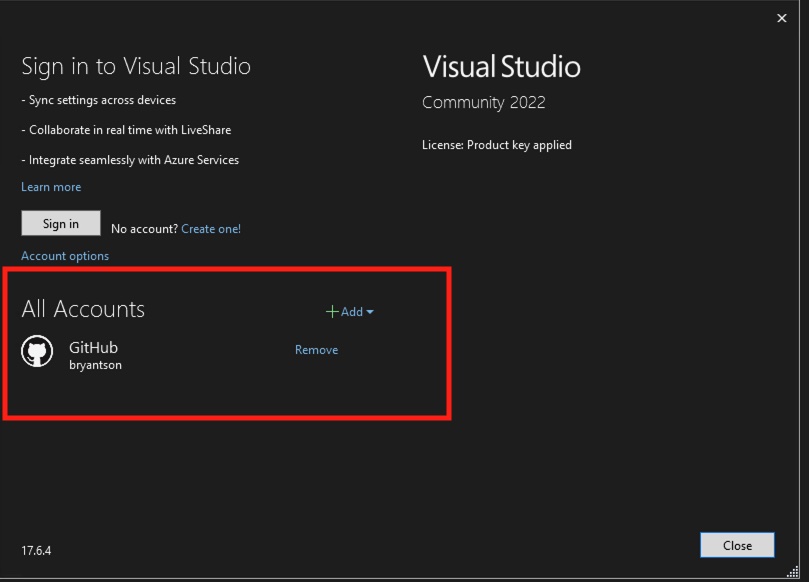 Sign in to Visual Studio
- Sync settings across devices
- Collaborate in real time with LiveShare
- Integrate seamlessly with Azure Services
Learn more
Sign in
No account? Create one!
Account options
Visual Studio
Community 2022
License: Product key applied
All Accounts
Add
GitHub
bryantson
Remove
17.6.4
Close